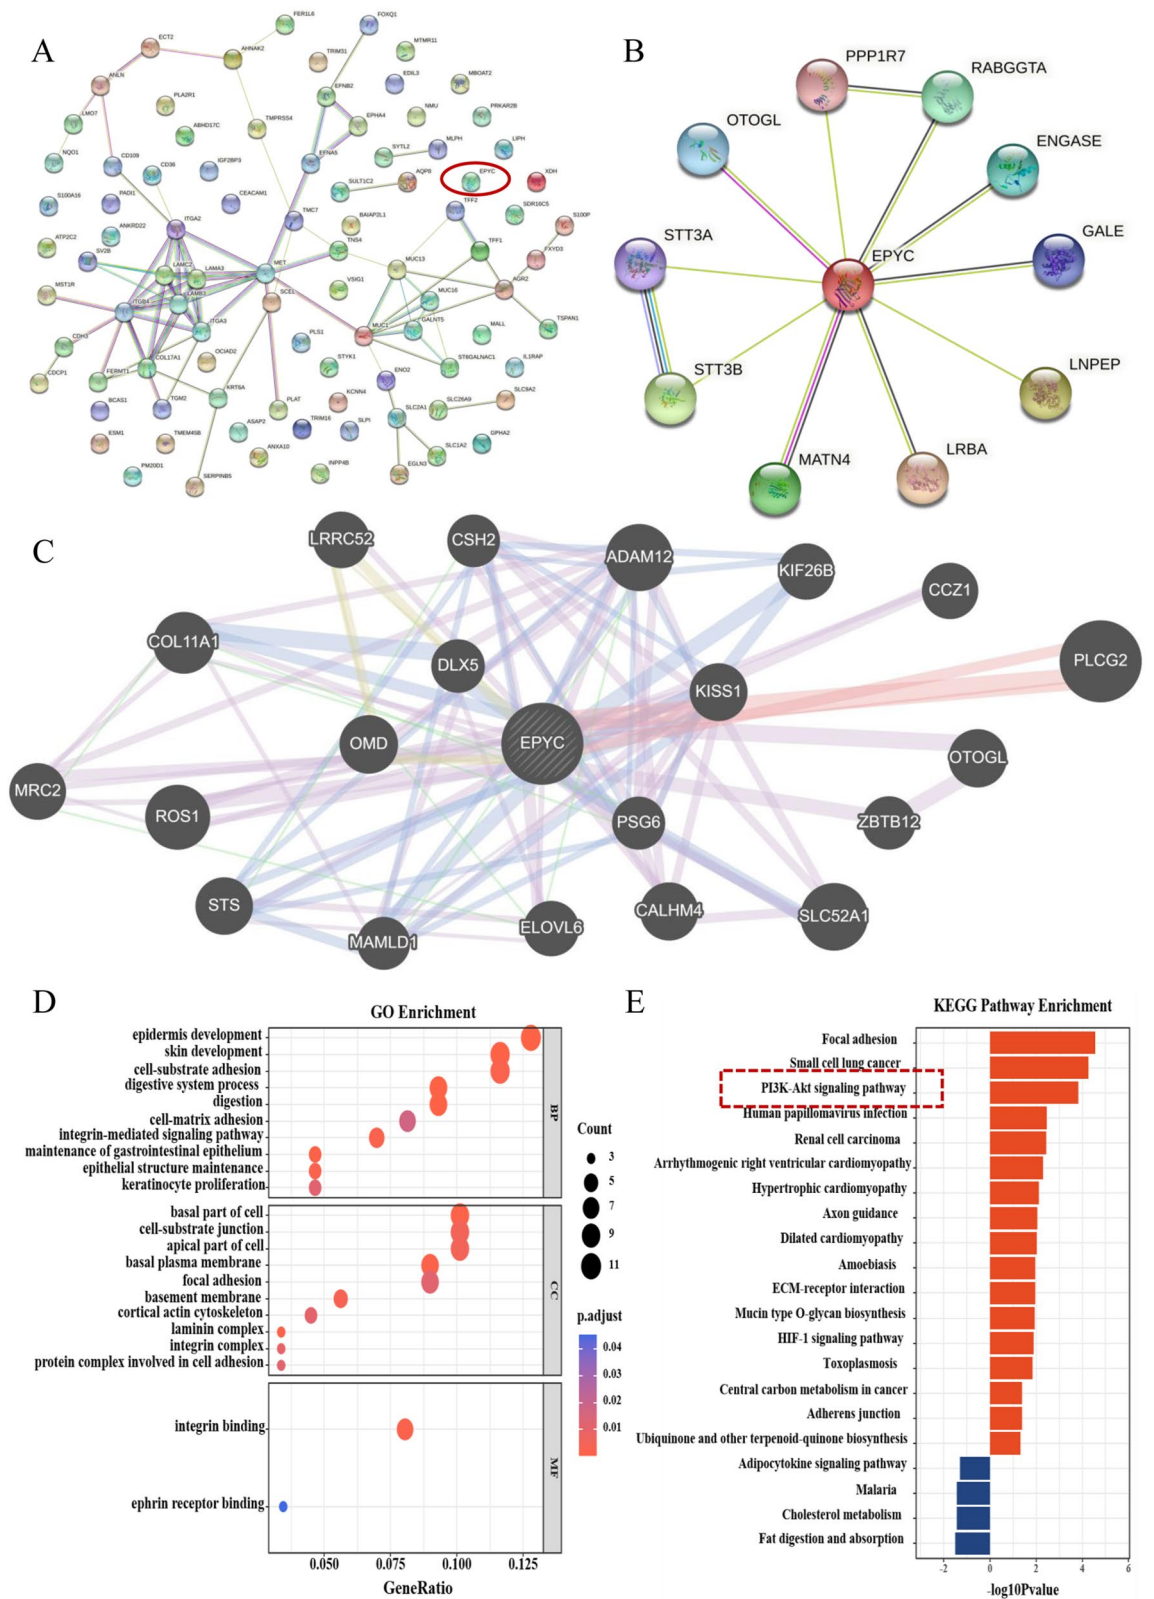 A
FER1L6
FOXQ1
ECT2
AHNAK2
MTMR11
TRIM31
ANLN
EDIL3
MBOAT2
EFNB2
PLA2R1
NMU
PRKAR2B
LMO7
EPHA4
ABHD17C
TMPRSS4
MLPH
LIPH
SYTL2
NQO1
CD109
CD36
IGF2BP3
EFNA5
AQP8
EPYC
XDH
SULT1C2
S100A16
PADI1
CEACAM1
TFF2
SDR16C5
TMC7
BAIAP2L1
S100P
ITGA2
ATP2C2
ANKRD22
TNS4
TFF1
FXYD3
SV2B
LAMC2
LAMA3
MET
MUC13
VSIG1
AGR2
MST1R
ITGB4
LAMB3
SCEL
MUC16
ITGA3
MUC1
GALNT5
TSPAN1
MALL
CDH3
PLS1
COL17A1
OCIAD2
STYK1
ST6GALNAC1
IL1RAP
CDCP1
FERMT1
ENO2
KRT6A
KCNN4
SLC26A9
SLC9A2
BCAS1
TGM2
PLAT
SLC2A1
ESM1
TMEM45B
ASAP2
TRIM16
SLPI
GPHA2
ANXA10
SLC1A2
PM20D1
SERPINB5
INPP4B
EGLN3
B
PPP1R7
RABGGTA
OTOGL
ENGASE
STT3A
GALE
EPYC
STT3B
LNPEP
MATN4
LRBA
C
LRRC52
CSH2
ADAM12
KIF26B
CCZ1
COL11A1
DLX5
PLCG2
KISS1
OMD
EPYC
OTOGL
MRC2
ROS1
PSG6
ZBTB12
STS
CALHM4
SLC52A1
MAMLD1
ELOVL6
D
GO Enrichment
epidermis development
skin development
cell-substrate adhesion
digestive system process
digestion
cell-matrix adhesion
integrin-mediated signaling pathway
maintenance of gastrointestinal epithelium
epithelial structure maintenance
keratinocyte proliferation
BP
basal part of cell
cell-substrate junction
apical part of cell
basal plasma membrane
focal adhesion
basement membrane
cortical actin cytoskeleton
laminin complex
integrin complex
protein complex involved in cell adhesion
CC
integrin binding
ephrin receptor binding
MF
0.050 0.075 0.100 0.125
GeneRatio
Count
3
5
7
9
11
p.adjust
0.04
0.03
0.02
0.01
E
KEGG Pathway Enrichment
Focal adhesion
Small cell lung cancer
PI3K-Akt signaling pathway
Human papillomavirus infection
Renal cell carcinoma
Arrhythmogenic right ventricular cardiomyopathy
Hypertrophic cardiomyopathy
Axon guidance
Dilated cardiomyopathy
Amoebiasis
ECM-receptor interaction
Mucin type O-glycan biosynthesis
HIF-1 signaling pathway
Toxoplasmosis
Central carbon metabolism in cancer
Adherens junction
Ubiquinone and other terpenoid-quinone biosynthesis
Adipocytokine signaling pathway
Malaria
Cholesterol metabolism
Fat digestion and absorption
-2 0 2 4 6
-log10Pvalue